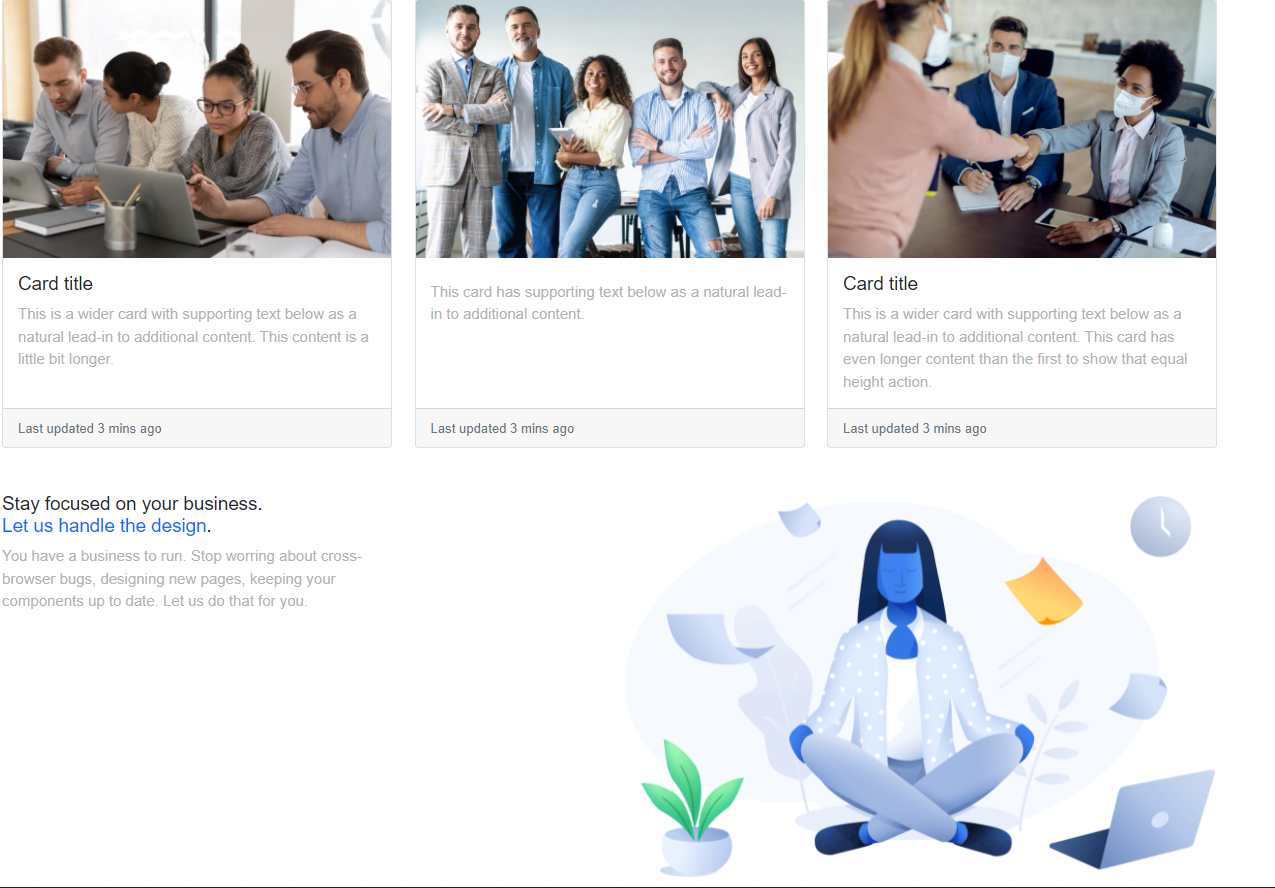 Card title
This is a wider card with supporting text below as a
natural lead-in to additional content. This content is a
little bit longer.
Last updated 3 mins ago
This card has supporting text below as a natural lead-
in to additional content.
Last updated 3 mins ago
Card title
This is a wider card with supporting text below as a
natural lead-in to additional content. This card has
even longer content than the first to show that equal
height action.
Last updated 3 mins ago
Stay focused on your business.
Let us handle the design.
You have a business to run. Stop worring about cross-
browser bugs, designing new pages, keeping your
components up to date. Let us do that for you.